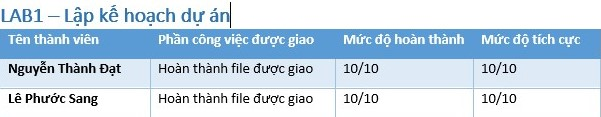 LAB1 – Lập kế hoạch dự án
Tên thành viên Phần công việc được giao Mức độ hoàn thành Mức độ tích cực
Nguyễn Thành Đạt Hoàn thành file được giao 10/10 10/10
Lê Phước Sang Hoàn thành file được giao 10/10 10/10